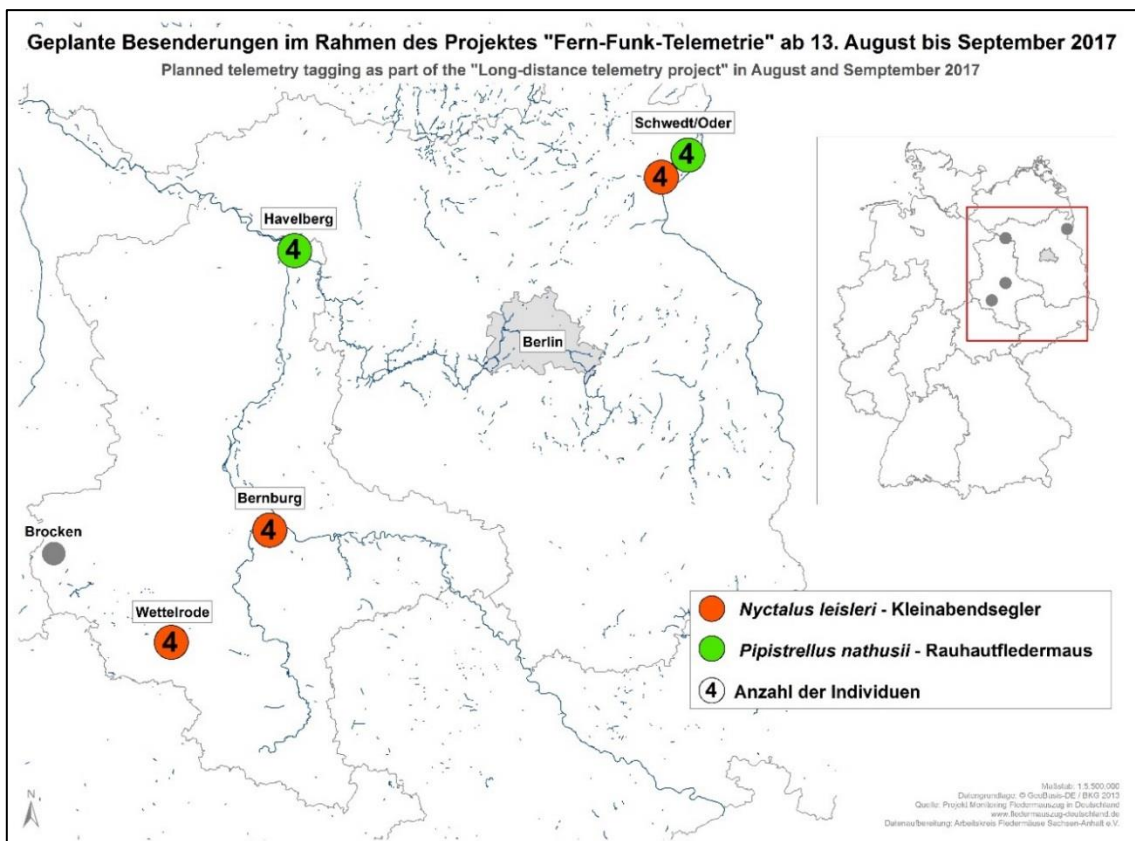 Geplante Besenderungen im Rahmen des Projektes "Fern-Funk-Telemetrie" ab 13. August bis September 2017
Planned telemetry tagging as part of the "Long-distance telemetry project" in August and Semptember 2017
Schwedt/Oder
4
4
Havelberg
4
Berlin
Bernburg
4
Brocken
Wettelrode
4
Nyctalus leisleri - Kleinabendsegler
Pipistrellus nathusii - Rauhautfledermaus
4 Anzahl der Individuen
N
Maßstab: 1:5.500.000
Datengrundlage: © GeoBasis-DE / BKG 2013
Quelle: Projekt Monitoring Fledermauszug in Deutschland
www.fledermauszug-deutschland.de
Datenaufbereitung: Arbeitskreis Fledermäuse Sachsen-Anhalt e.V.